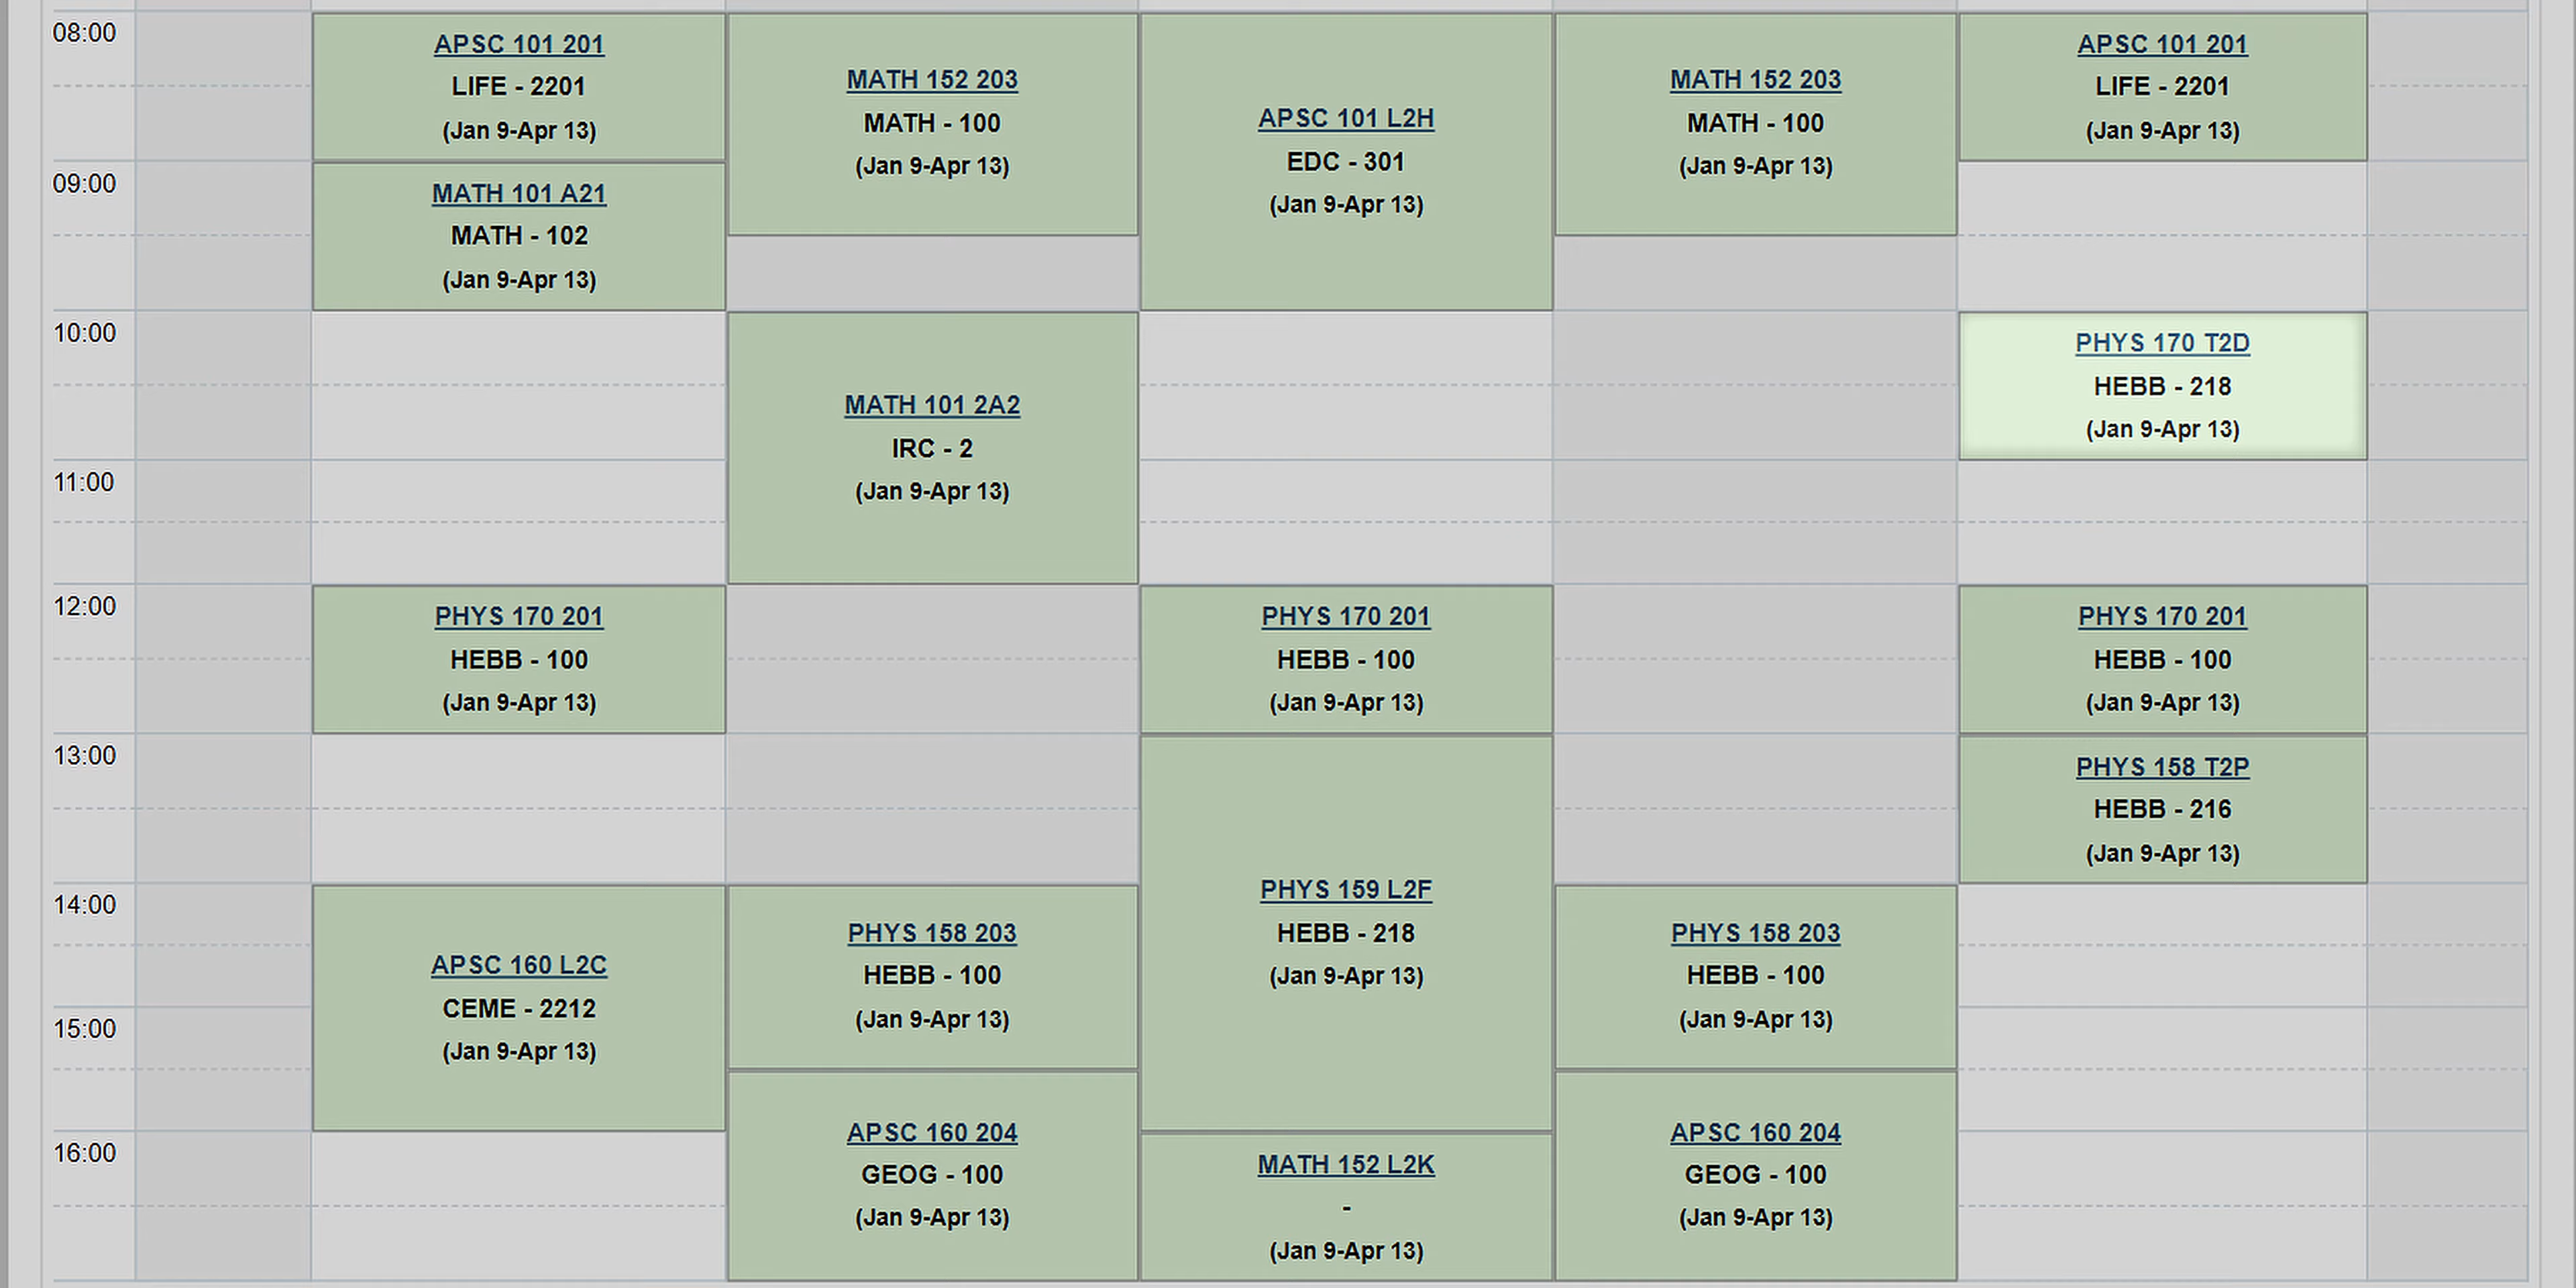 08:00
APSC 101 201
LIFE - 2201
(Jan 9-Apr 13)
MATH 152 203
MATH - 100
(Jan 9-Apr 13)
APSC 101 L2H
EDC - 301
(Jan 9-Apr 13)
MATH 152 203
MATH - 100
(Jan 9-Apr 13)
APSC 101 201
LIFE - 2201
(Jan 9-Apr 13)
09:00
MATH 101 A21
MATH - 102
(Jan 9-Apr 13)
10:00
MATH 101 2A2
IRC - 2
(Jan 9-Apr 13)
PHYS 170 T2D
HEBB - 218
(Jan 9-Apr 13)
11:00
12:00
PHYS 170 201
HEBB - 100
(Jan 9-Apr 13)
PHYS 170 201
HEBB - 100
(Jan 9-Apr 13)
PHYS 170 201
HEBB - 100
(Jan 9-Apr 13)
13:00
PHYS 159 L2F
HEBB - 218
(Jan 9-Apr 13)
PHYS 158 T2P
HEBB - 216
(Jan 9-Apr 13)
14:00
APSC 160 L2C
CEME - 2212
(Jan 9-Apr 13)
PHYS 158 203
HEBB - 100
(Jan 9-Apr 13)
PHYS 158 203
HEBB - 100
(Jan 9-Apr 13)
15:00
APSC 160 204
GEOG - 100
(Jan 9-Apr 13)
APSC 160 204
GEOG - 100
(Jan 9-Apr 13)
16:00
MATH 152 L2K
-
(Jan 9-Apr 13)